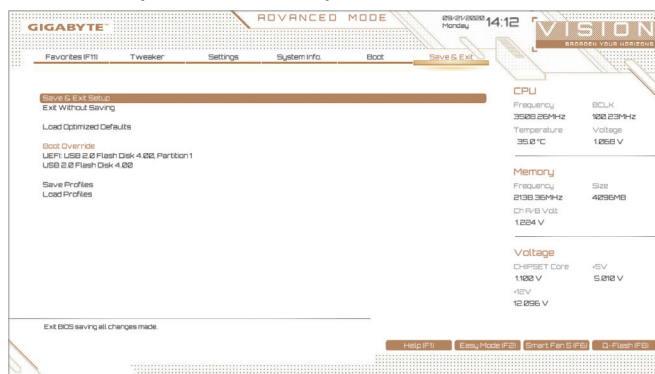 GIGABYTE™
ADVANCED MODE
09/21/2020 Monday 14:12
VISION
BROADEN YOUR HORIZONS
Favorites (F11) Tweaker Settings System Info. Boot Save & Exit
Save & Exit Setup
Exit Without Saving
Load Optimized Defaults
Boot Override
UEFI: USB 2.0 Flash Disk 4.00, Partition 1
USB 2.0 Flash Disk 4.00
Save Profiles
Load Profiles
CPU
Frequency BCLK
3508.26MHz 100.23MHz
Temperature Voltage
35.0 °C 1.068 V
Memory
Frequency Size
2138.36MHz 4096MB
Ch A/B Volt
1.224 V
Voltage
CHIPSET Core +5V
1.100 V 5.010 V
+12V
12.096 V
Exit BIOS saving all changes made.
Help (F1) Easy Mode (F2) Smart Fan 5 (F6) Q-Flash (F8)